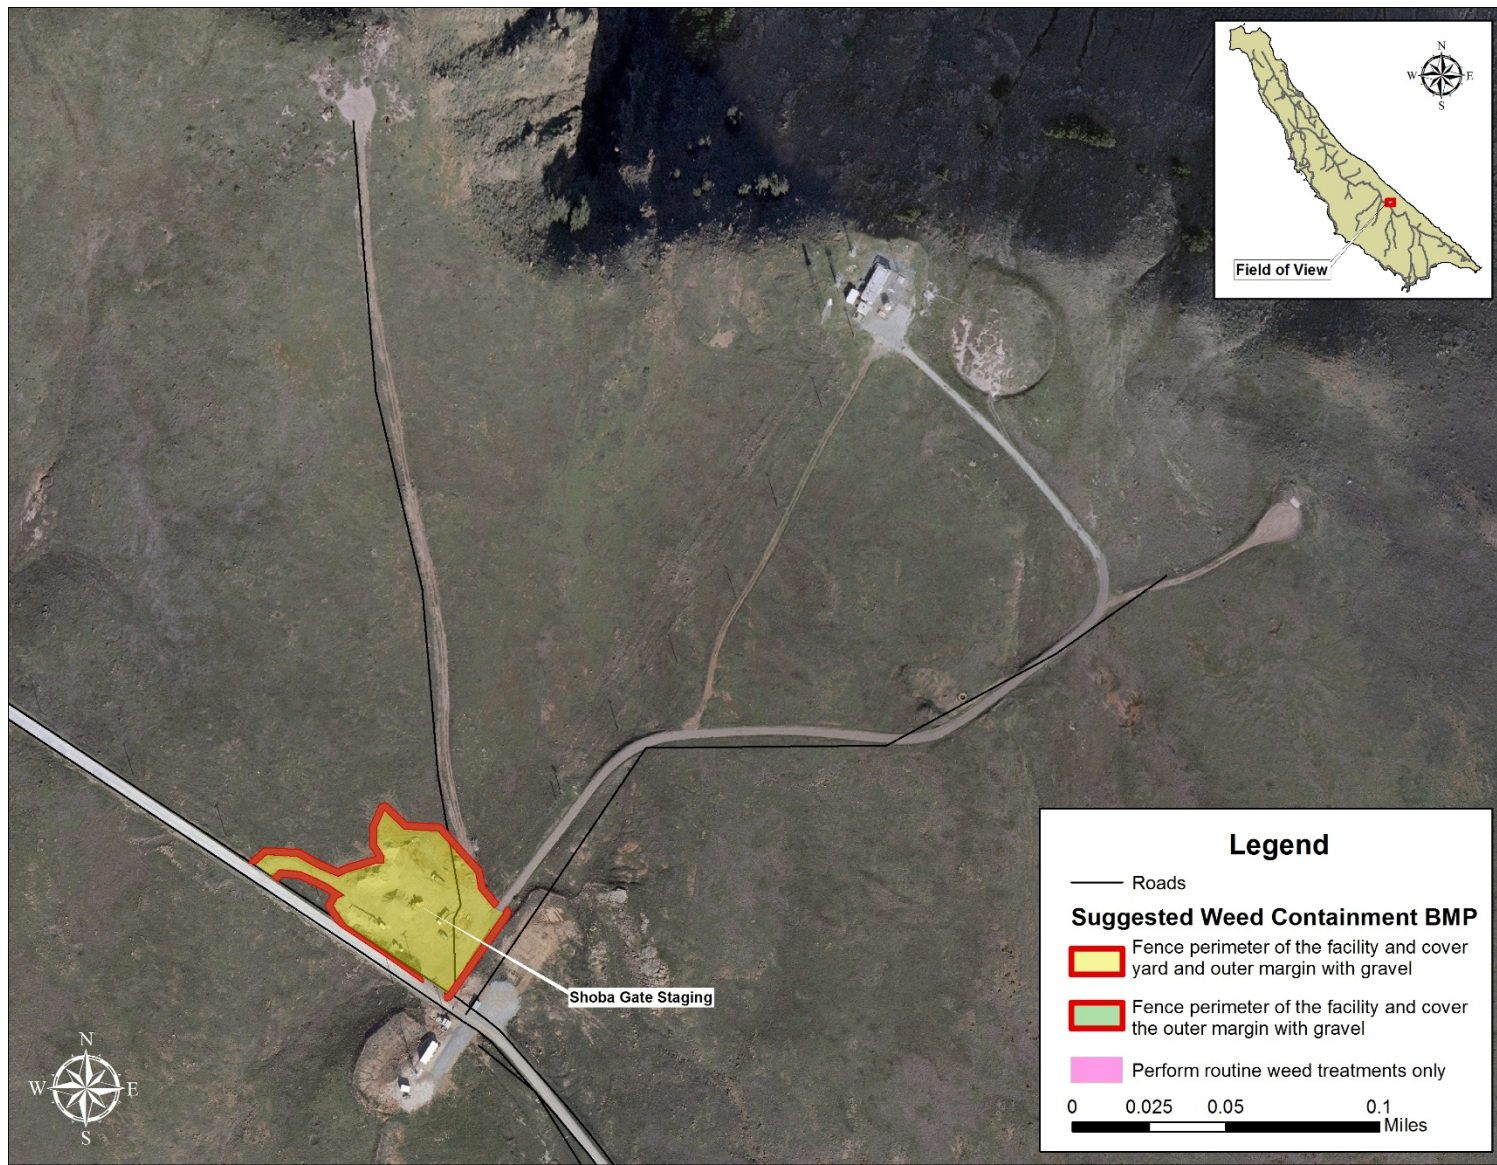 N
W E
S
Field of View
Shoba Gate Staging
N
W E
S
Legend
Roads
Suggested Weed Containment BMP
Fence perimeter of the facility and cover
yard and outer margin with gravel
Fence perimeter of the facility and cover
the outer margin with gravel
Perform routine weed treatments only
0 0.025 0.05 0.1
Miles